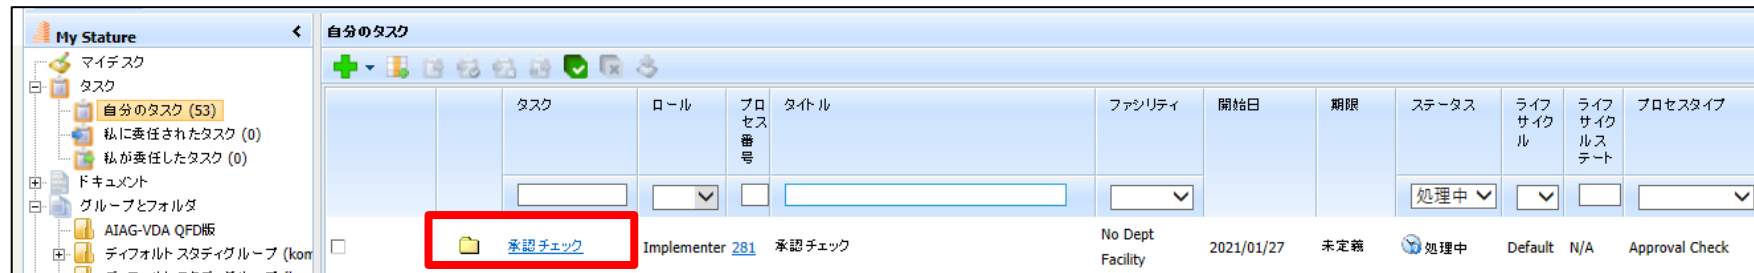 My Stature
マイデスク
タスク
自分のタスク (53)
私に委任されたタスク (0)
私が委任したタスク (0)
ドキュメント
グループとフォルダ
AIAG-VDA QFD版
ディフォルト スタディグループ (kom
自分のタスク
タスク
ロール
プロ
セス
番
号
タイトル
ファシリティ
開始日
期限
ステータス
ライフ
サイク
ル
ライフ
サイク
ルス
テート
プロセスタイプ
処理中
承認チェック
Implementer
281
承認チェック
No Dept
Facility
2021/01/27
未定義
処理中
Default
N/A
Approval Check